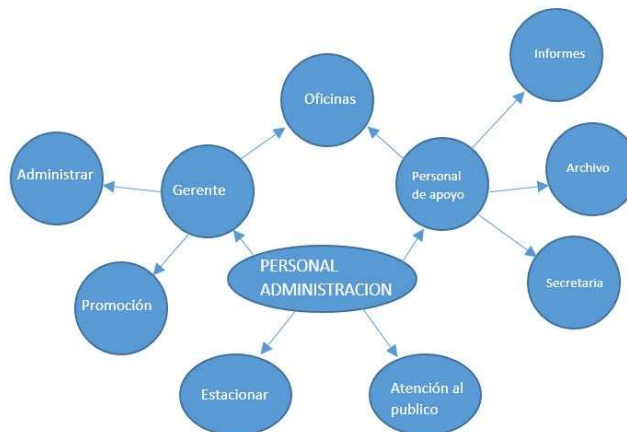 Informes
Oficinas
Administrar
Gerente
Personal
de apoyo
Archivo
PERSONAL
ADMINISTRACION
Promoción
Secretaria
Estacionar
Atención al
publico